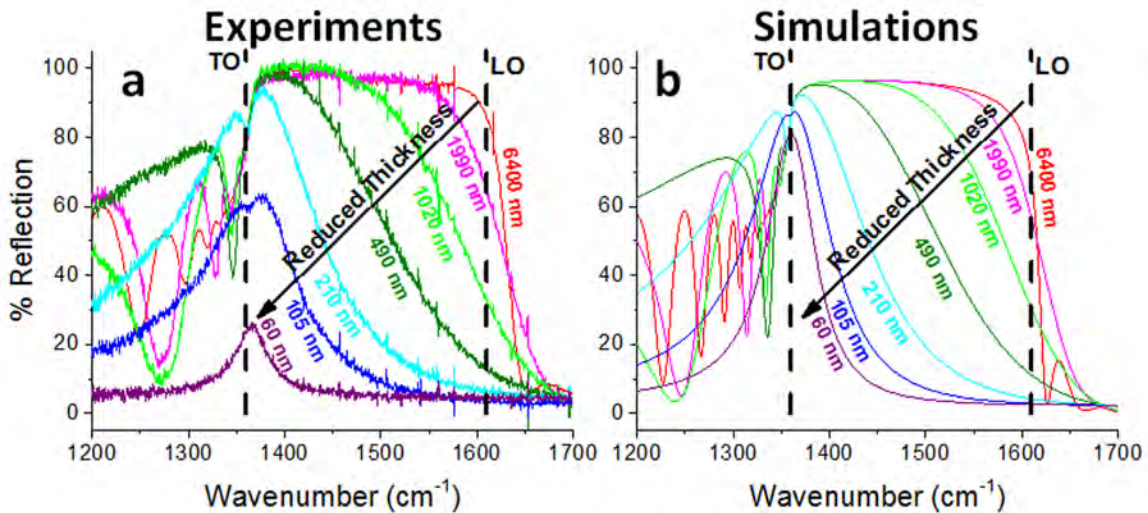 Experiments
Simulations
a
TO
LO
100
80
60
40
20
0
% Reflection
Reduced Thickness
6400 nm
1990 nm
1020 nm
490 nm
210 nm
105 nm
60 nm
1200 1300 1400 1500 1600 1700
Wavenumber (cm⁻¹)
b
TO
LO
100
80
60
40
20
0
Reduced Thickness
6400 nm
1990 nm
1020 nm
490 nm
210 nm
105 nm
60 nm
1200 1300 1400 1500 1600 1700
Wavenumber (cm⁻¹)